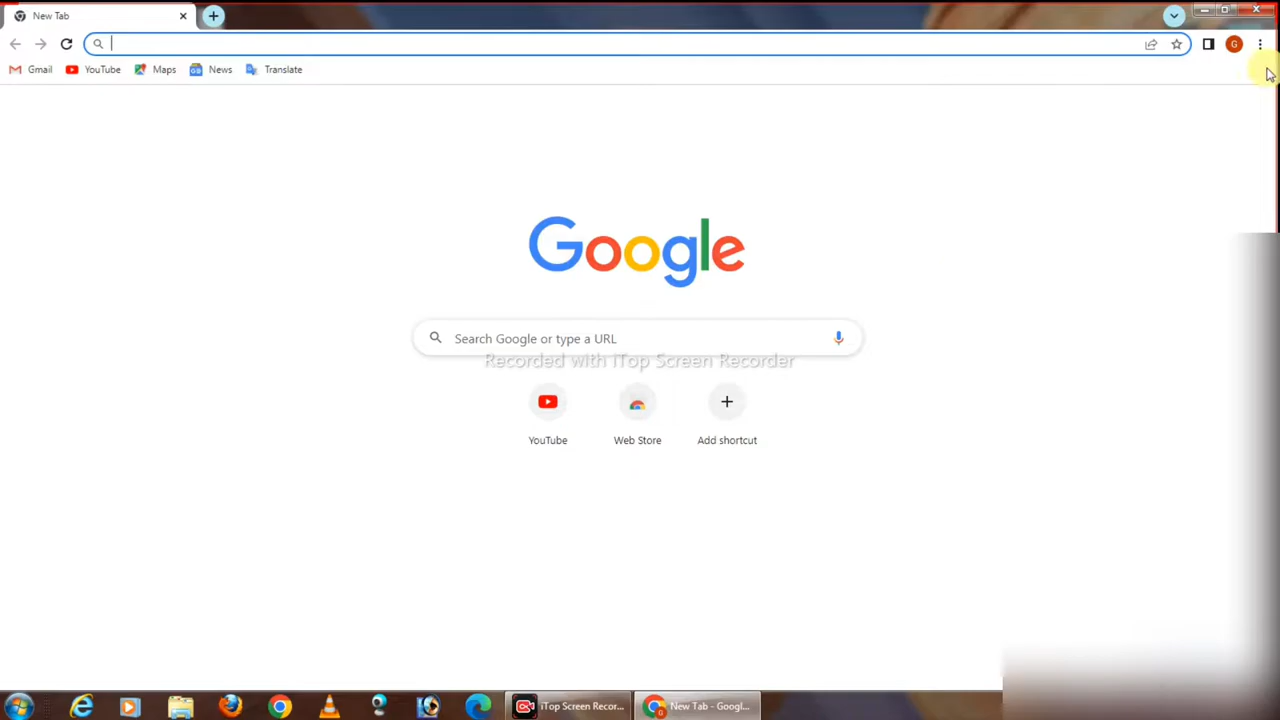 New Tab
Gmail YouTube Maps News Translate
Google
Search Google or type a URL
Recorded with iTop Screen Recorder
YouTube Web Store Add shortcut
iTop Screen Recor... New Tab - Googl...